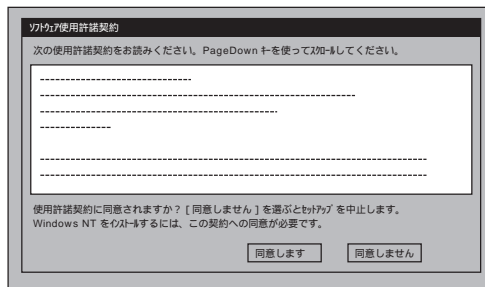 ソフトウェア使用許諾契約
次の使用許諾契約をお読みください。PageDown キーを使ってスクロールしてください。
使用許諾契約に同意されますか？ [ 同意しません ] を選ぶとセットアップ を中止します。
Windows NT をインストールするには、この契約への同意が必要です。
同意します 同意しません